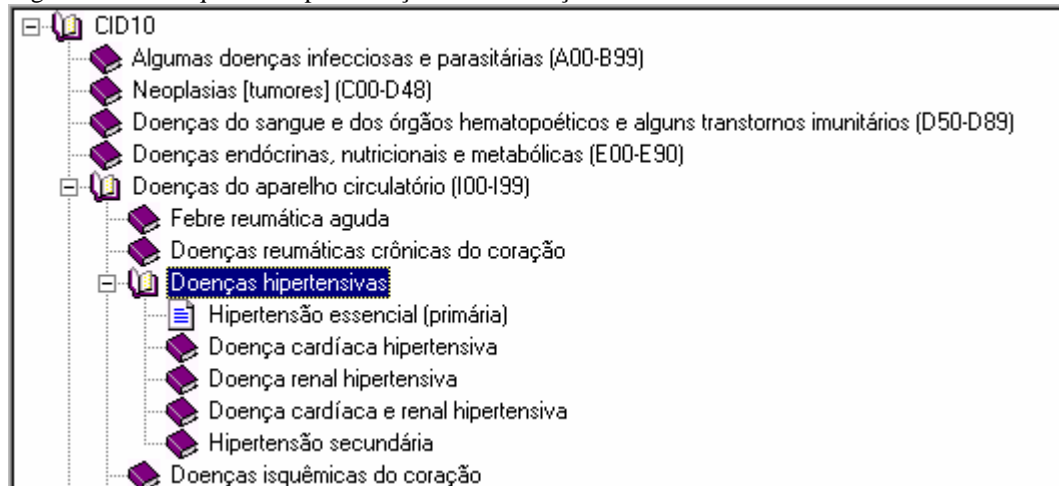 CID10
Algumas doenças infecciosas e parasitárias (A00-B99)
Neoplasias [tumores] (C00-D48)
Doenças do sangue e dos órgãos hematopoéticos e alguns transtornos imunitários (D50-D89)
Doenças endócrinas, nutricionais e metabólicas (E00-E90)
Doenças do aparelho circulatório (I00-I99)
Febre reumática aguda
Doenças reumáticas crônicas do coração
Doenças hipertensivas
Hipertensão essencial (primária)
Doença cardíaca hipertensiva
Doença renal hipertensiva
Doença cardíaca e renal hipertensiva
Hipertensão secundária
Doenças isquêmicas do coração